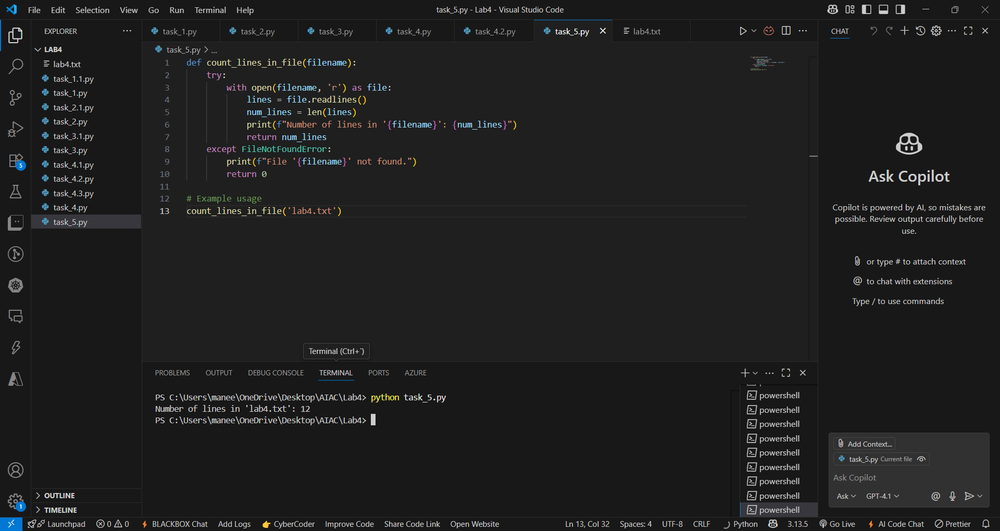 File Edit Selection View Go Run Terminal Help
task_5.py - Lab4 - Visual Studio Code
EXPLORER
LAB4
lab4.txt
task_1.1.py
task_1.py
task_2.1.py
task_2.py
task_3.1.py
task_3.py
task_4.1.py
task_4.2.py
task_4.3.py
task_4.py
task_5.py
OUTLINE
TIMELINE
5
1
task_1.py task_2.py task_3.py task_4.py task_4.2.py task_5.py lab4.txt
task_5.py > ...
1 def count_lines_in_file(filename):
2 try:
3 with open(filename, 'r') as file:
4 lines = file.readlines()
5 num_lines = len(lines)
6 print(f"Number of lines in '{filename}': {num_lines}")
7 return num_lines
8 except FileNotFoundError:
9 print(f"File '{filename}' not found.")
10 return 0
11
12 # Example usage
13 count_lines_in_file('lab4.txt')
Terminal (Ctrl+`)
PROBLEMS OUTPUT DEBUG CONSOLE TERMINAL PORTS AZURE
PS C:\Users\manee\OneDrive\Desktop\AIAC\Lab4> python task_5.py
Number of lines in 'lab4.txt': 12
PS C:\Users\manee\OneDrive\Desktop\AIAC\Lab4>
powershell
powershell
powershell
powershell
powershell
powershell
powershell
powershell
powershell
CHAT
Ask Copilot
Copilot is powered by AI, so mistakes are
possible. Review output carefully before
use.
or type # to attach context
@ to chat with extensions
Type / to use commands
Add Context...
task_5.py Current file
Ask Copilot
Ask GPT-4.1 @
Launchpad 0 0 BLACKBOX Chat Add Logs CyberCoder Improve Code Share Code Link Open Website Ln 13, Col 32 Spaces: 4 UTF-8 CRLF Python 3.13.5 Go Live AI Code Chat Prettier